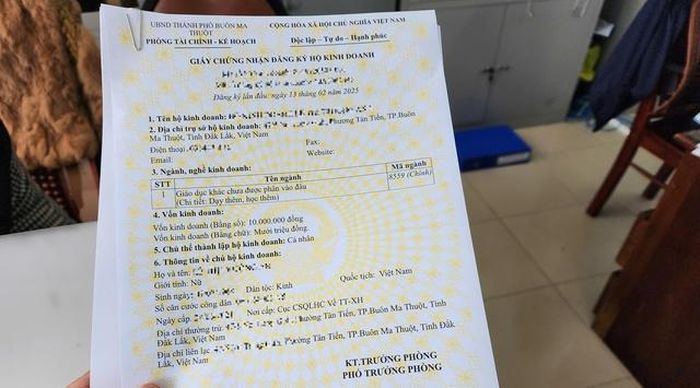 UBND THÀNH PHỐ BUÔN MA
THUỘT
PHÒNG TÀI CHÍNH - KẾ HOẠCH
CỘNG HÒA XÃ HỘI CHỦ NGHĨA VIỆT NAM
Độc lập - Tự do - Hạnh phúc
GIẤY CHỨNG NHẬN ĐĂNG KÝ HỘ KINH DOANH
Đăng ký lần đầu: ngày 13 tháng 02 năm 2025
1. Tên hộ kinh doanh:
2. Địa chỉ trụ sở hộ kinh doanh: Phường Tân Tiến, TP.Buôn
Ma Thuột, Tỉnh Đắk Lắk, Việt Nam
Điện thoại: Fax:
Email: Website:
3. Ngành, nghề kinh doanh:
STT Tên ngành Mã ngành
1 Giáo dục khác chưa được phân vào đâu 8559 (Chính)
(Chi tiết: Dạy thêm, học thêm)
4. Vốn kinh doanh:
Vốn kinh doanh (Bằng số): 10.000.000 đồng
Vốn kinh doanh (Bằng chữ): Mười triệu đồng.
5. Chủ thể thành lập hộ kinh doanh: Cá nhân
6. Thông tin về chủ hộ kinh doanh:
Họ và tên:
Giới tính: Nữ Quốc tịch: Việt Nam
Sinh ngày: Dân tộc: Kinh
Số căn cước công dân:
Ngày cấp: Nơi cấp: Cục CSQLHC Về TT-XH
Địa chỉ thường trú: Phường Tân Tiến, TP.Buôn Ma Thuột, Tỉnh
Đắk Lắk, Việt Nam
Địa chỉ liên lạc: Phường Tân Tiến, TP.Buôn Ma Thuột, Tỉnh Đắk
Lắk, Việt Nam
KT.TRƯỞNG PHÒNG
PHÓ TRƯỞNG PHÒNG